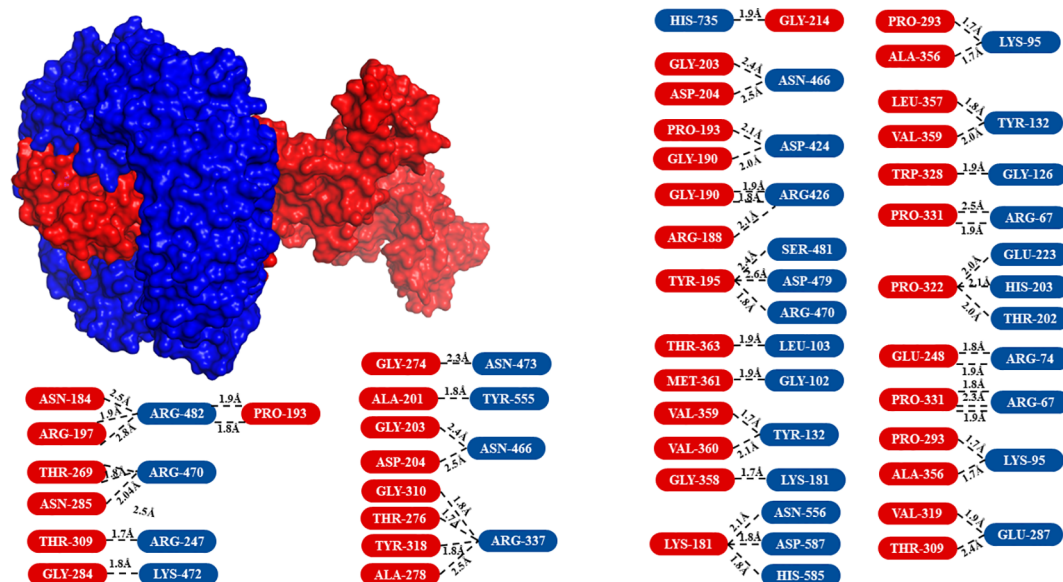 HIS-735 1.9Å GLY-214
GLY-203 2.4Å
ASN-466
ASP-204 2.5Å
PRO-193 2.1Å
ASP-424
GLY-190 2.0Å
GLY-190 1.9Å ARG426
1.8Å
ARG-188 2.1Å
SER-481
2.4Å
TYR-195 2.6Å ASP-479
1.8Å
ARG-470
THR-363 1.9Å LEU-103
MET-361 1.9Å GLY-102
VAL-359 1.7Å
TYR-132
VAL-360 2.1Å
GLY-358 1.7Å LYS-181
ASN-556
2.1Å
LYS-181 1.8Å ASP-587
1.8Å
HIS-585
PRO-293 1.7Å
LYS-95
ALA-356 1.7Å
LEU-357 1.8Å
TYR-132
VAL-359 2.0Å
TRP-328 1.9Å GLY-126
PRO-331 2.5Å ARG-67
1.9Å
GLU-223
2.0Å
PRO-322 2.1Å HIS-203
2.0Å
THR-202
GLU-248 1.8Å ARG-74
1.9Å
PRO-331 1.8Å ARG-67
2.3Å
1.9Å
PRO-293 1.7Å
LYS-95
ALA-356 1.7Å
VAL-319 1.9Å
GLU-287
THR-309 2.4Å
ASN-184 2.5Å
ARG-482 1.9Å PRO-193
1.8Å
ARG-197 1.9Å
2.8Å
THR-269 1.8Å ARG-470
2.04Å
ASN-285 2.5Å
THR-309 1.7Å ARG-247
GLY-284 1.8Å LYS-472
GLY-274 2.3Å ASN-473
ALA-201 1.8Å TYR-555
GLY-203 2.4Å
ASN-466
ASP-204 2.5Å
GLY-310 1.8Å
THR-276 1.7Å
ARG-337
TYR-318 1.8Å
ALA-278 2.5Å